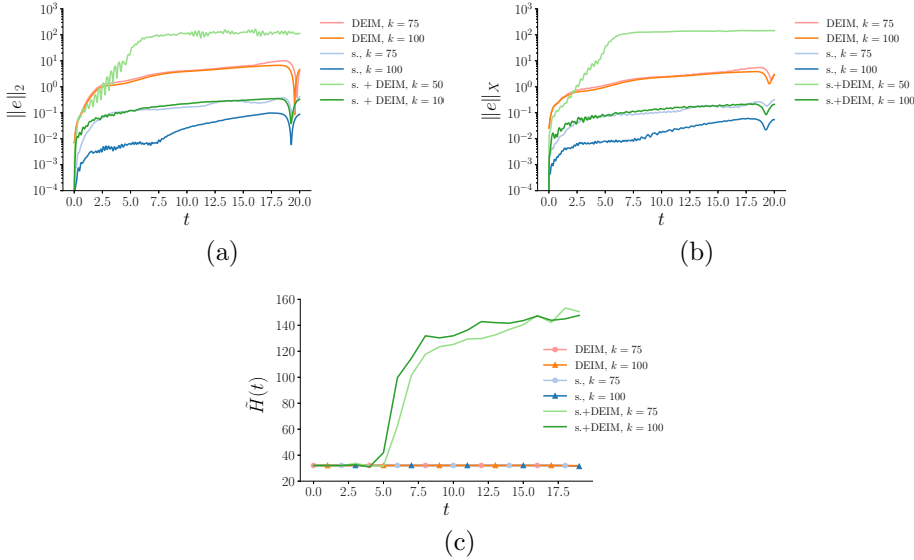 10³
10²
10¹
10⁰
10⁻¹
10⁻²
10⁻³
10⁻⁴
||e||₂
0.0 2.5 5.0 7.5 10.0 12.5 15.0 17.5 20.0
t
DEIM, k = 75
DEIM, k = 100
s., k = 75
s., k = 100
s. + DEIM, k = 50
s. + DEIM, k = 10
(a)
10³
10²
10¹
10⁰
10⁻¹
10⁻²
10⁻³
10⁻⁴
||e||_X
0.0 2.5 5.0 7.5 10.0 12.5 15.0 17.5 20.0
t
DEIM, k = 75
DEIM, k = 100
s., k = 75
s., k = 100
s.+DEIM, k = 50
s.+DEIM, k = 100
(b)
160
140
120
100
80
60
40
20
H̃(t)
0.0 2.5 5.0 7.5 10.0 12.5 15.0 17.5
t
DEIM, k = 75
DEIM, k = 100
s., k = 75
s., k = 100
s.+DEIM, k = 75
s.+DEIM, k = 100
(c)